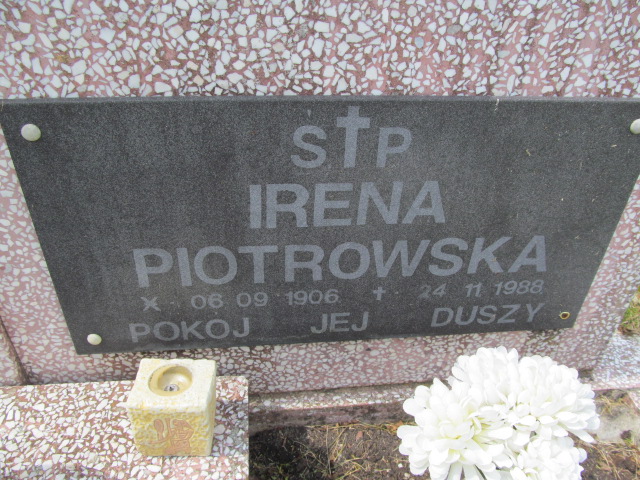 S✝P
IRENA
PIOTROWSKA
X 06 09 1906 ✝ 24 11 1988
POKOJ JEJ DUSZY